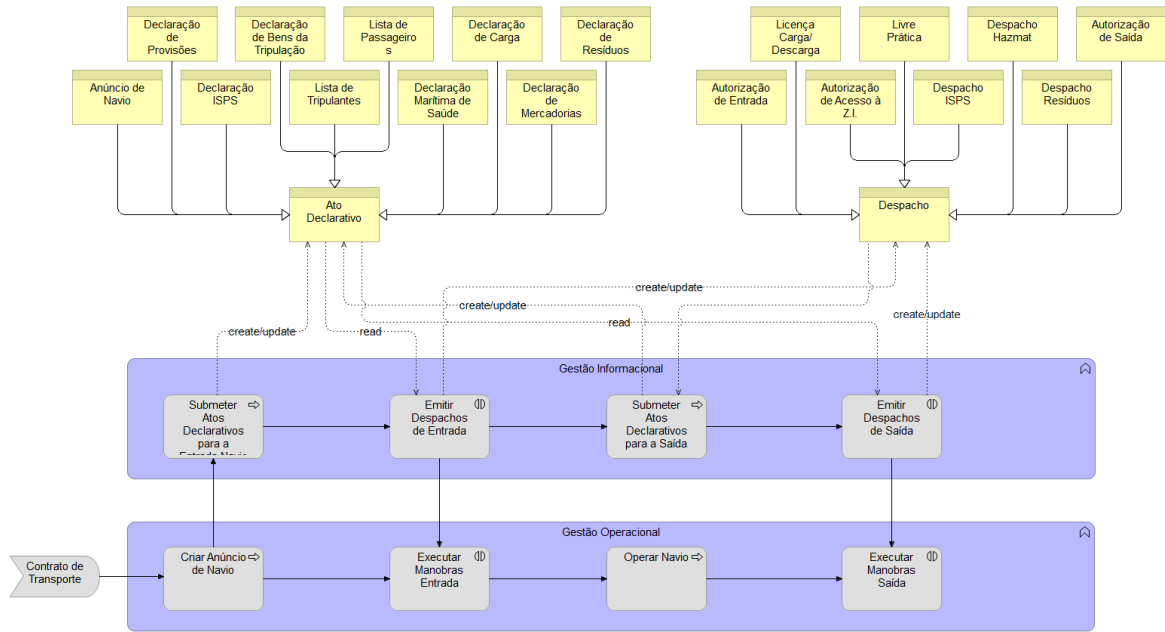 Declaração
de
Provisões
Declaração
de Bens da
Tripulação
Lista de
Passageiro
s
Declaração
de Carga
Declaração
de
Resíduos
Licença
Carga/
Descarga
Livre
Prática
Despacho
Hazmat
Autorização
de Saída
Anúncio de
Navio
Declaração
ISPS
Lista de
Tripulantes
Declaração
Marítima de
Saúde
Declaração
de
Mercadorias
Autorização
de Entrada
Autorização
de Acesso à
Z.I.
Despacho
ISPS
Despacho
Resíduos
Ato
Declarativo
Despacho
create/update
create/update
create/update
create/update
read
read
Gestão Informacional
Submeter
Atos
Declarativos
para a
Entrada Navio
Emitir
Despachos
de Entrada
Submeter
Atos
Declarativos
para a Saída
Emitir
Despachos
de Saída
Gestão Operacional
Contrato de
Transporte
Criar Anúncio
de Navio
Executar
Manobras
Entrada
Operar Navio
Executar
Manobras
Saída